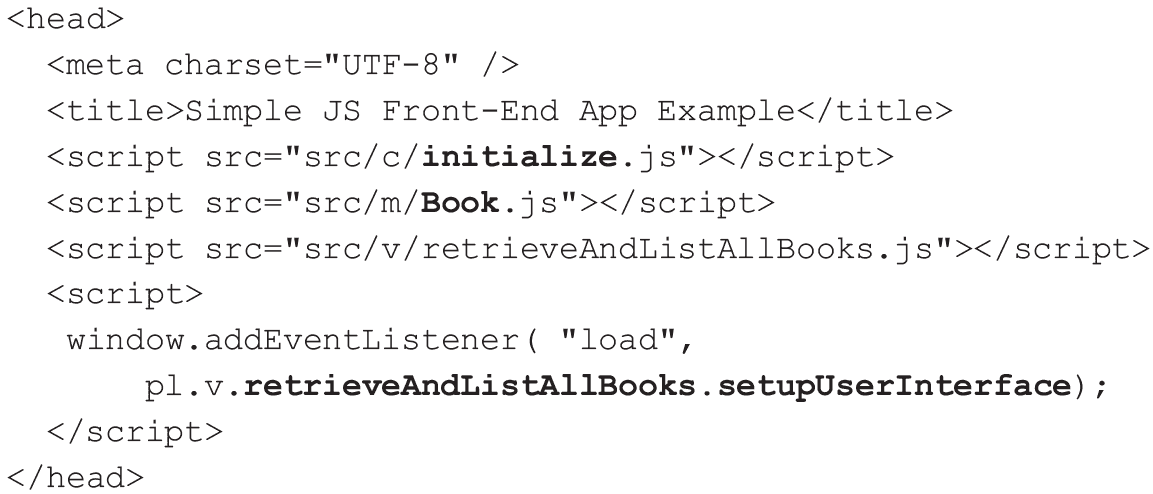 <head>
  <meta charset="UTF-8" />
  <title>Simple JS Front-End App Example</title>
  <script src="src/c/initialize.js"></script>
  <script src="src/m/Book.js"></script>
  <script src="src/v/retrieveAndListAllBooks.js"></script>
  <script>
   window.addEventListener( "load",
       pl.v.retrieveAndListAllBooks.setupUserInterface);
  </script>
</head>